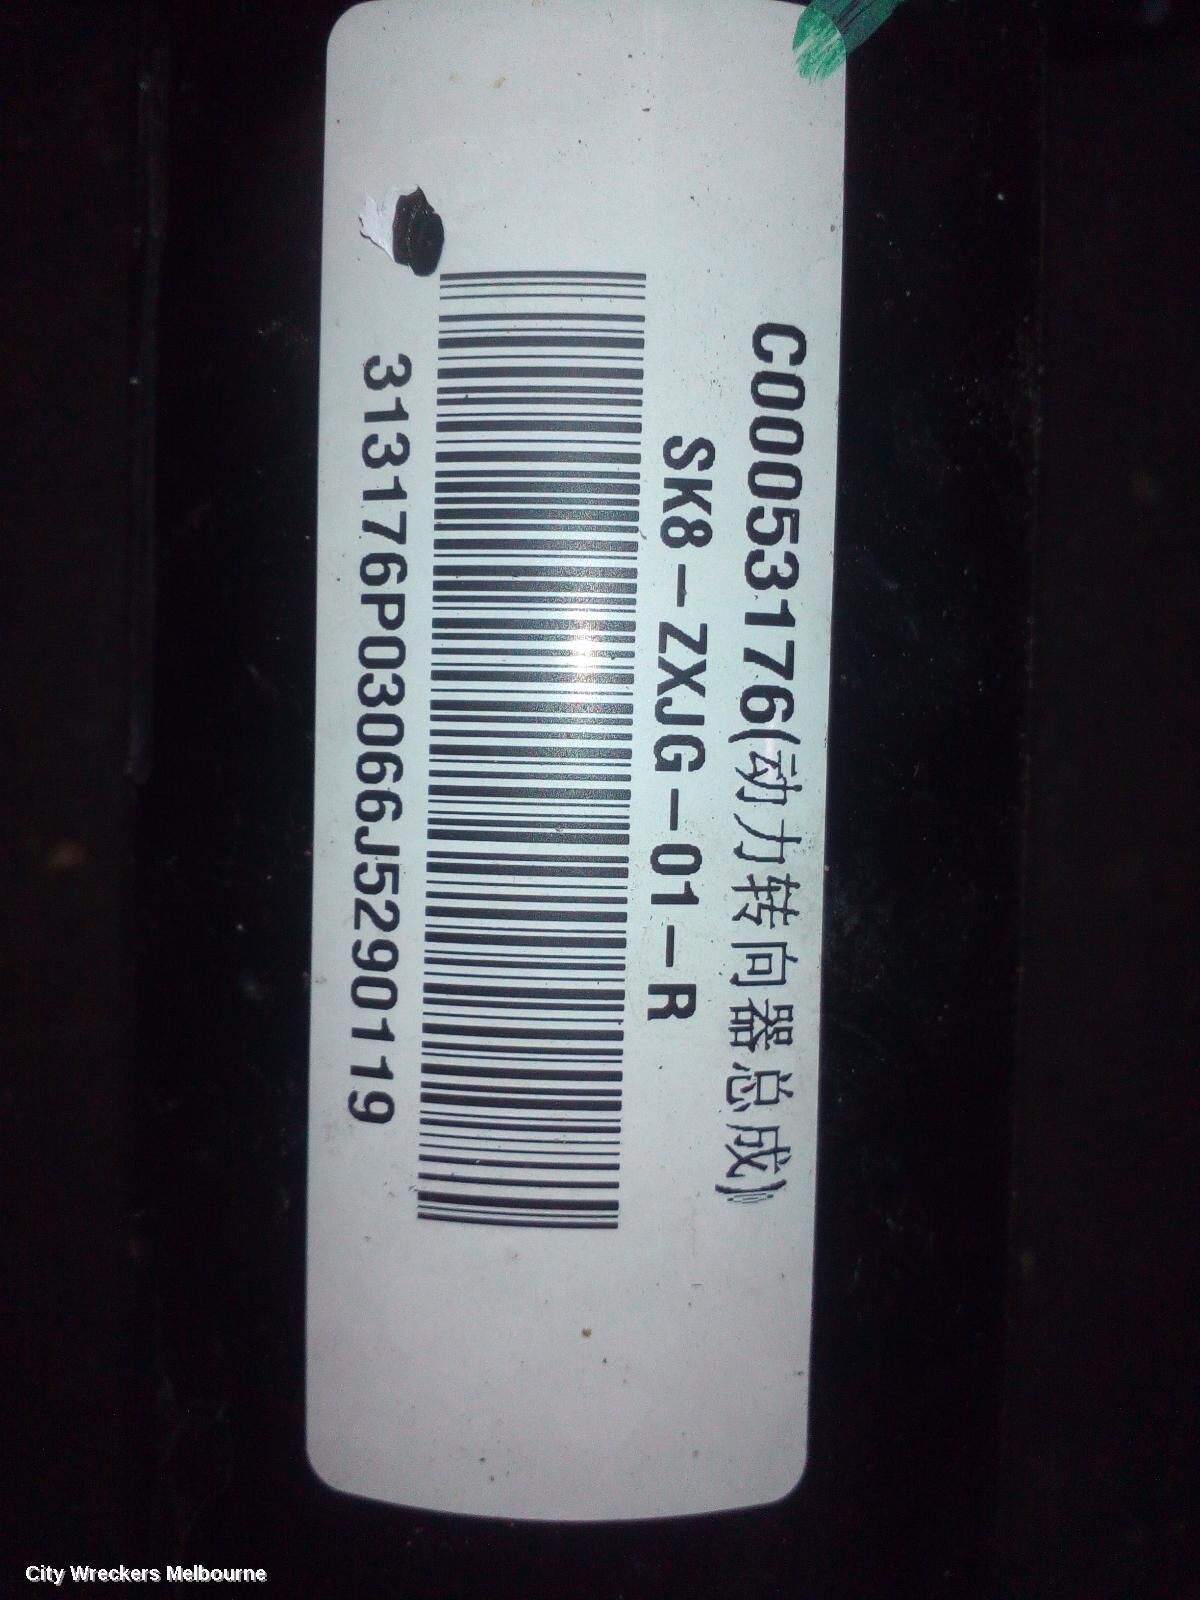 C00053176(动力转向器总成)
SK8-ZXJG-01-R
313176P03066J5290119
City Wreckers Melbourne